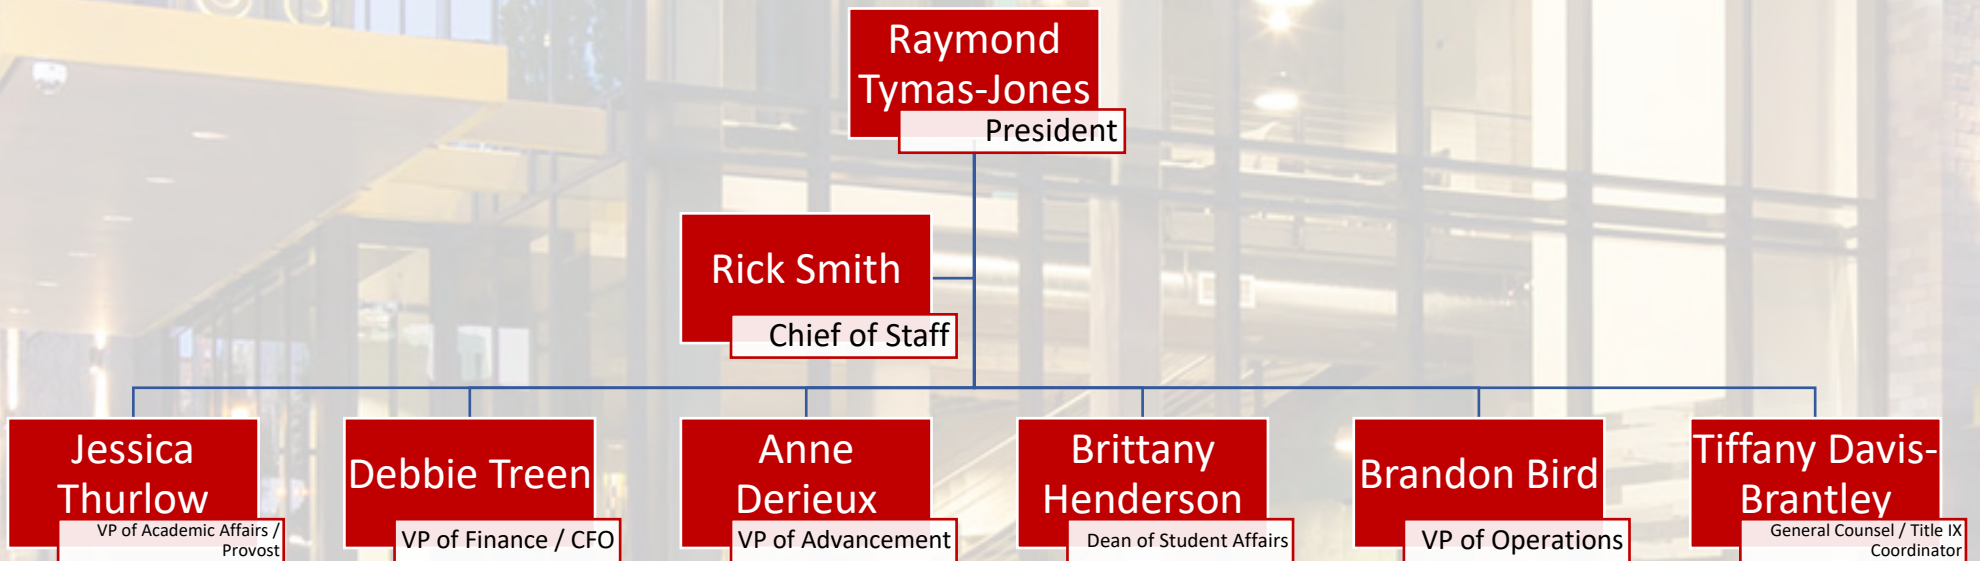 Raymond
Tymas-Jones
President
Rick Smith
Chief of Staff
Jessica
Thurlow
VP of Academic Affairs /
Provost
Debbie Treen
VP of Finance / CFO
Anne
Derieux
VP of Advancement
Brittany
Henderson
Dean of Student Affairs
Brandon Bird
VP of Operations
Tiffany Davis-
Brantley
General Counsel / Title IX
Coordinator